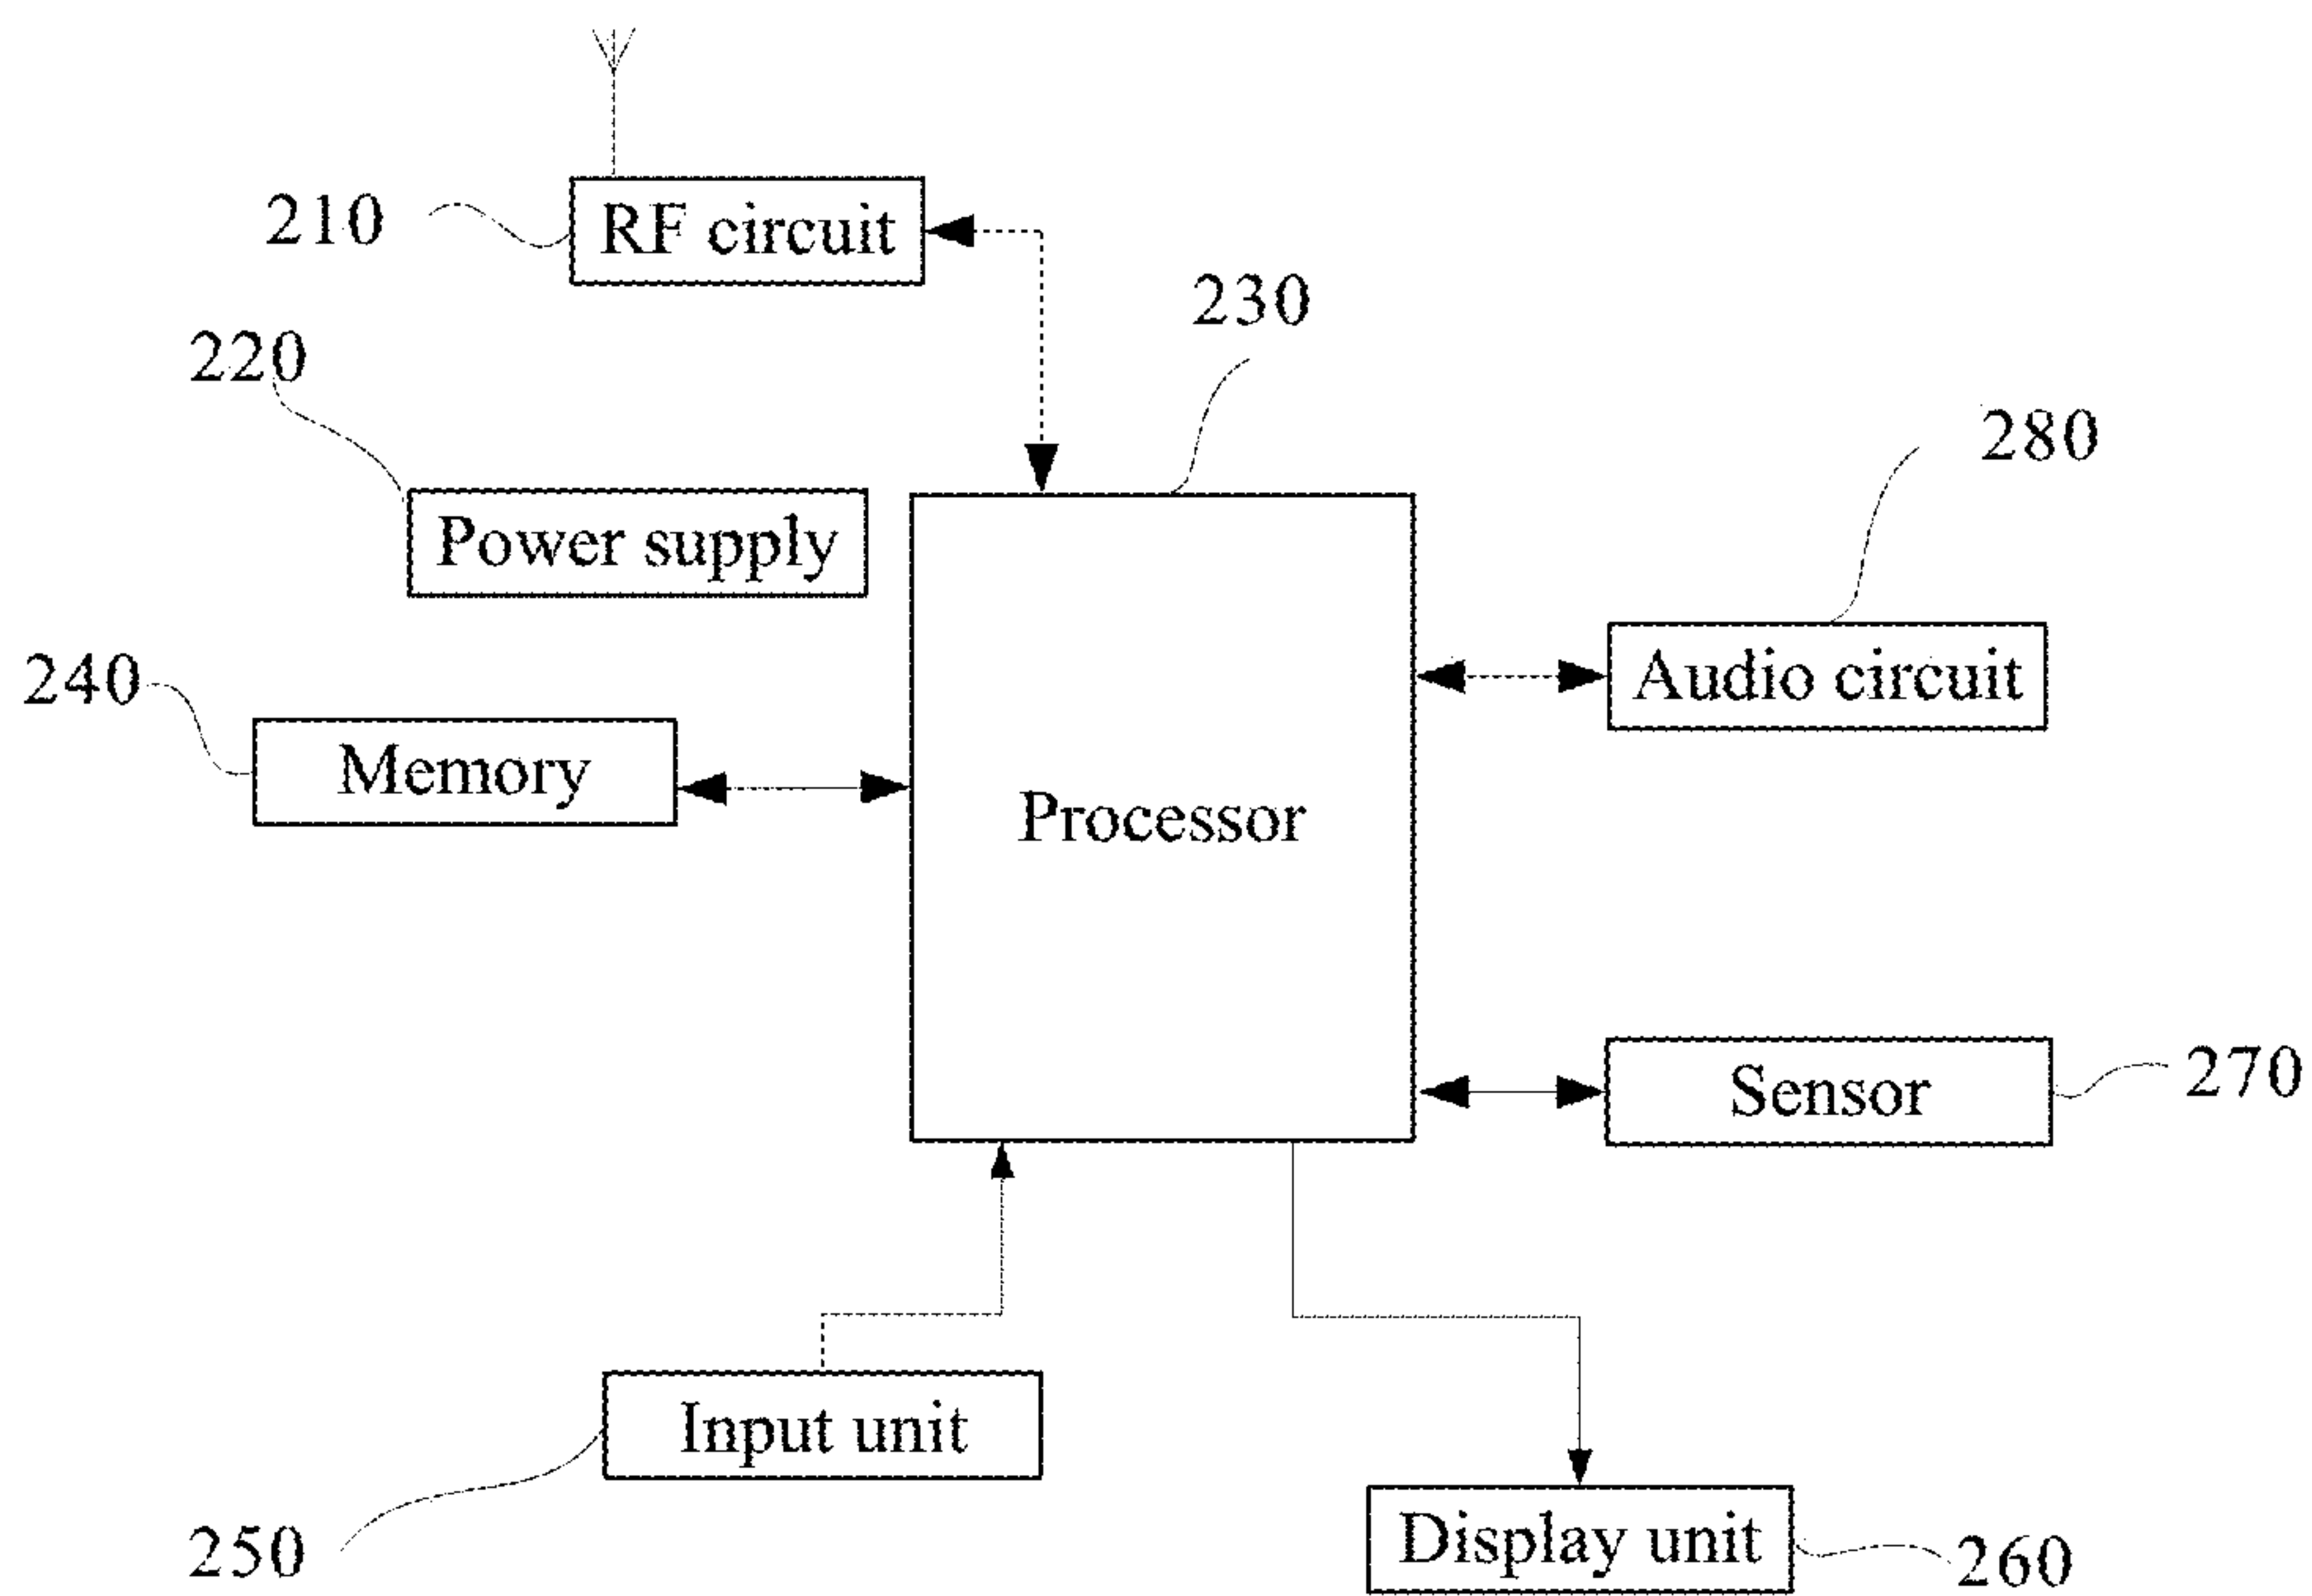 210
RF circuit
230
220
280
Power supply
240
Audio circuit
Memory
Processor
270
Sensor
Input unit
250
Display unit
260